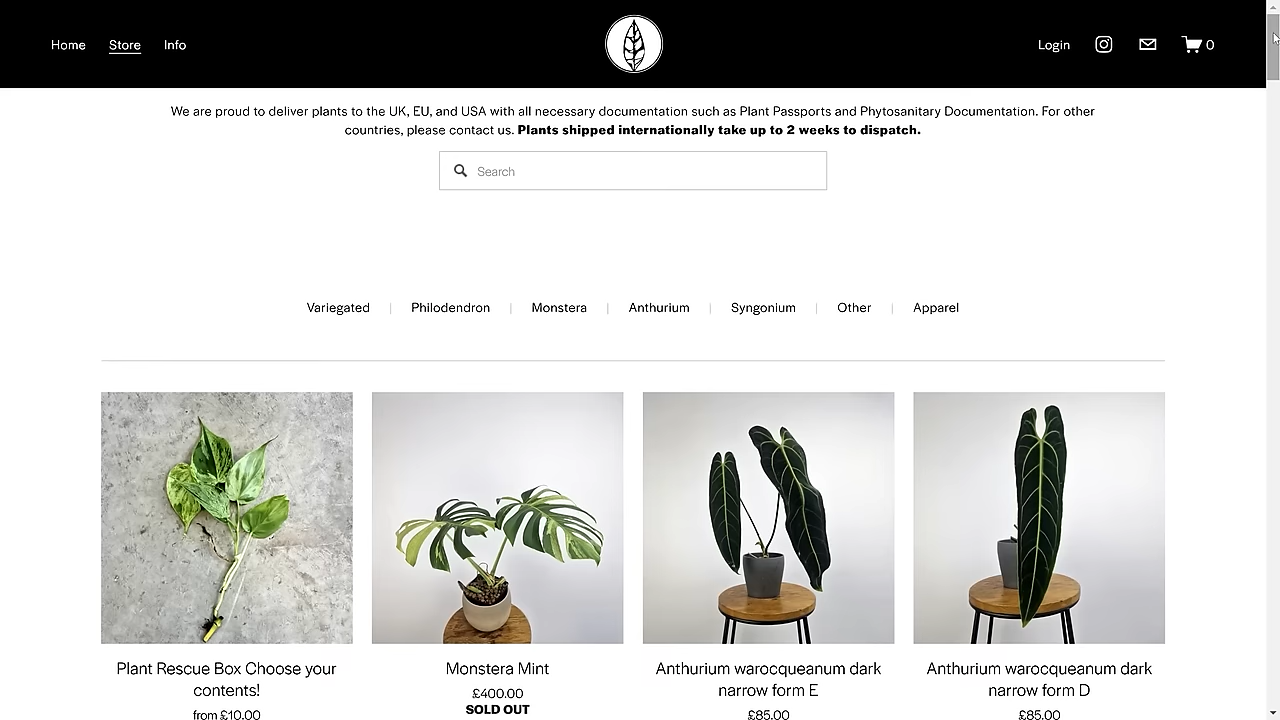 Home Store Info Login 0
We are proud to deliver plants to the UK, EU, and USA with all necessary documentation such as Plant Passports and Phytosanitary Documentation. For other
countries, please contact us. Plants shipped internationally take up to 2 weeks to dispatch.
Search
Variegated | Philodendron | Monstera | Anthurium | Syngonium | Other | Apparel
Plant Rescue Box Choose your
contents!
from £10.00
Monstera Mint
£400.00
SOLD OUT
Anthurium warocqueanum dark
narrow form E
£85.00
Anthurium warocqueanum dark
narrow form D
£85.00